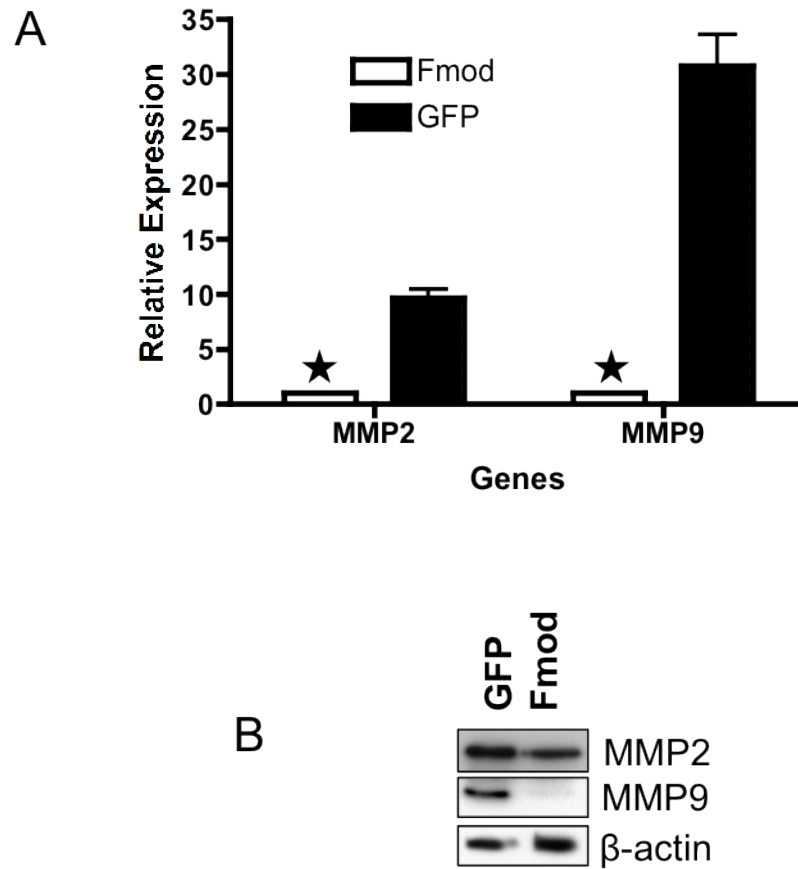 A
35
30
25
20
15
10
5
0
Relative Expression
Fmod
GFP
★ ★
MMP2 MMP9
Genes
B
GFP Fmod
MMP2
MMP9
β-actin